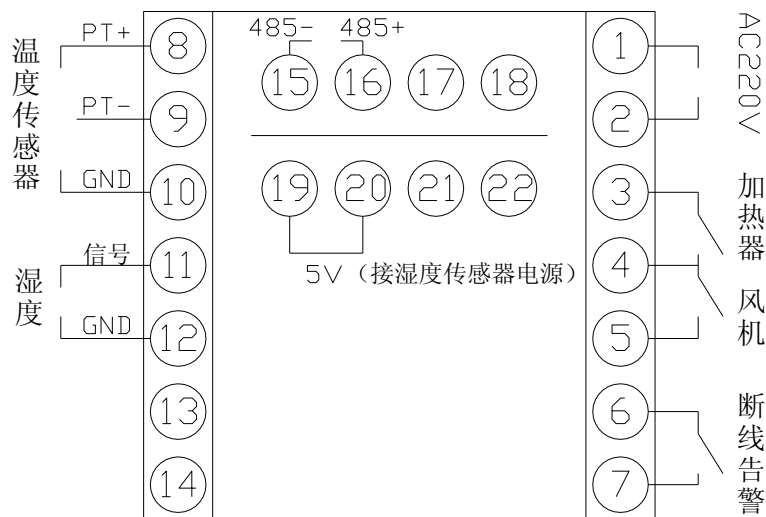 温度传感器
PT+
8
PT-
9
GND
10
湿度
信号
11
GND
12
13
14
485- 485+
15 16 17 18
19 20 21 22
5V（接湿度传感器电源）
1
2
AC220V
3
4
加热器
5
风机
6
7
断线告警